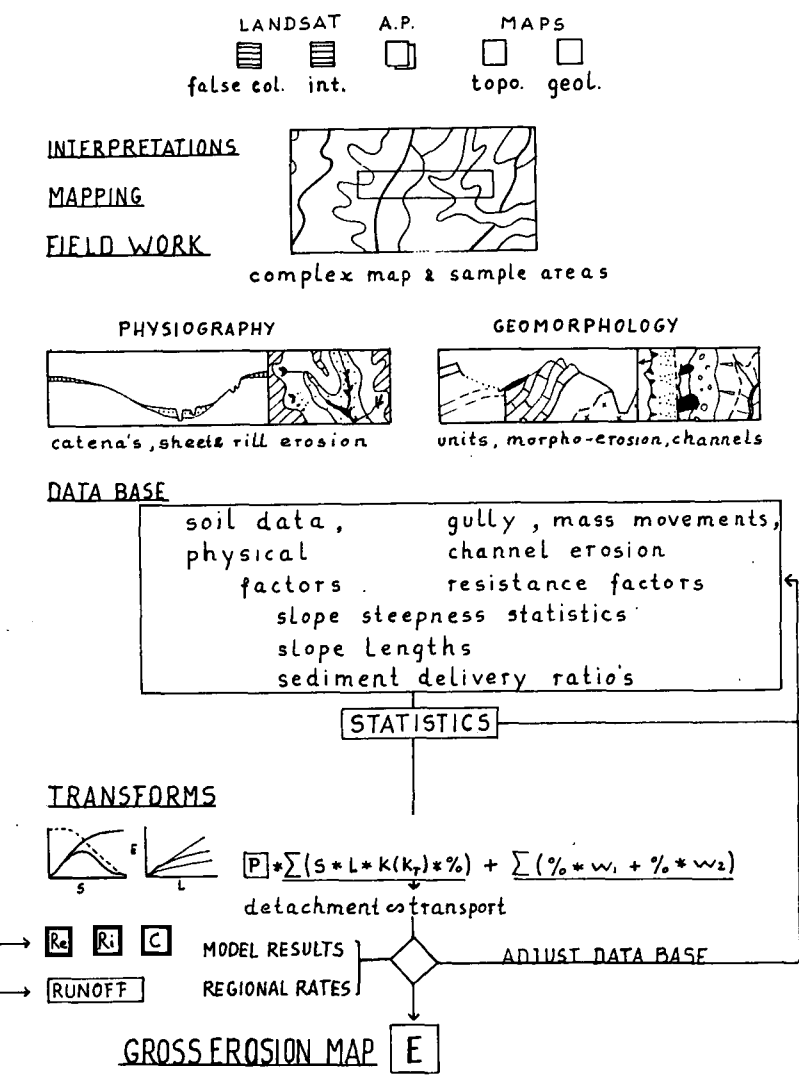 LANDSAT A.P. MAPS
false col. int. topo. geol.
INTERPRETATIONS
MAPPING
FIELD WORK
complex map & sample areas
PHYSIOGRAPHY GEOMORPHOLOGY
catena's, sheet& rill erosion units, morpho-erosion, channels
DATA BASE
soil data, gully, mass movements,
physical channel erosion
factors. resistance factors
slope steepness statistics
slope Lengths
sediment delivery ratio's
STATISTICS
TRANSFORMS
E
S L
P * ∑(S * L * K(K_T) * %) + ∑(% * W₁ + % * W₂)
detachment ∽ transport
Re Ri C MODEL RESULTS ADJUST DATA BASE
RUNOFF REGIONAL RATES
GROSS EROSION MAP E